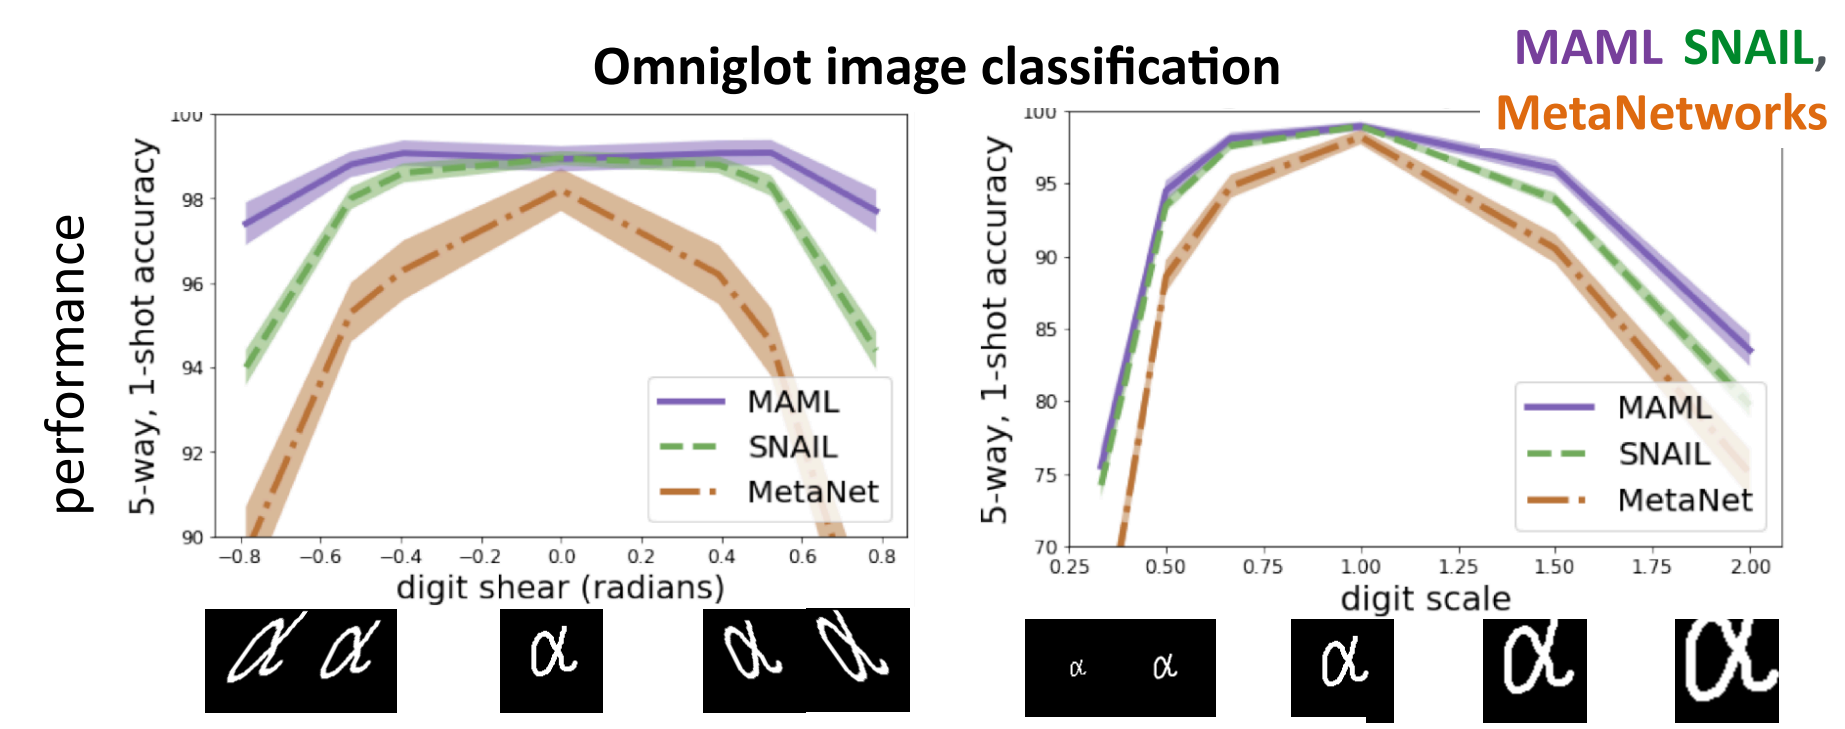 Omniglot image classification
MAML SNAIL,
MetaNetworks
performance
5-way, 1-shot accuracy
100
98
96
94
92
90
−0.8 −0.6 −0.4 −0.2 0.0 0.2 0.4 0.6 0.8
digit shear (radians)
MAML
SNAIL
MetaNet
5-way, 1-shot accuracy
100
95
90
85
80
75
70
0.25 0.50 0.75 1.00 1.25 1.50 1.75 2.00
digit scale
MAML
SNAIL
MetaNet
α α α α α
α α α α α